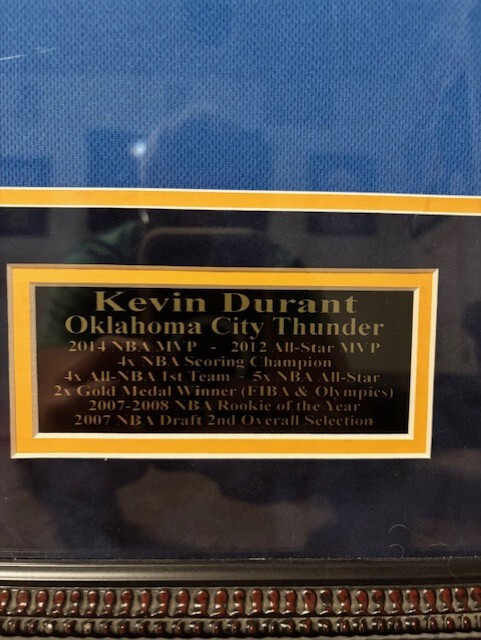 Kevin Durant
Oklahoma City Thunder
2014 NBA MVP - 2012 All-Star MVP
4x NBA Scoring Champion
4x All-NBA 1st Team - 5x NBA All-Star
2x Gold Medal Winner (FIBA & Olympics)
2007-2008 NBA Rookie of the Year
2007 NBA Draft 2nd Overall Selection